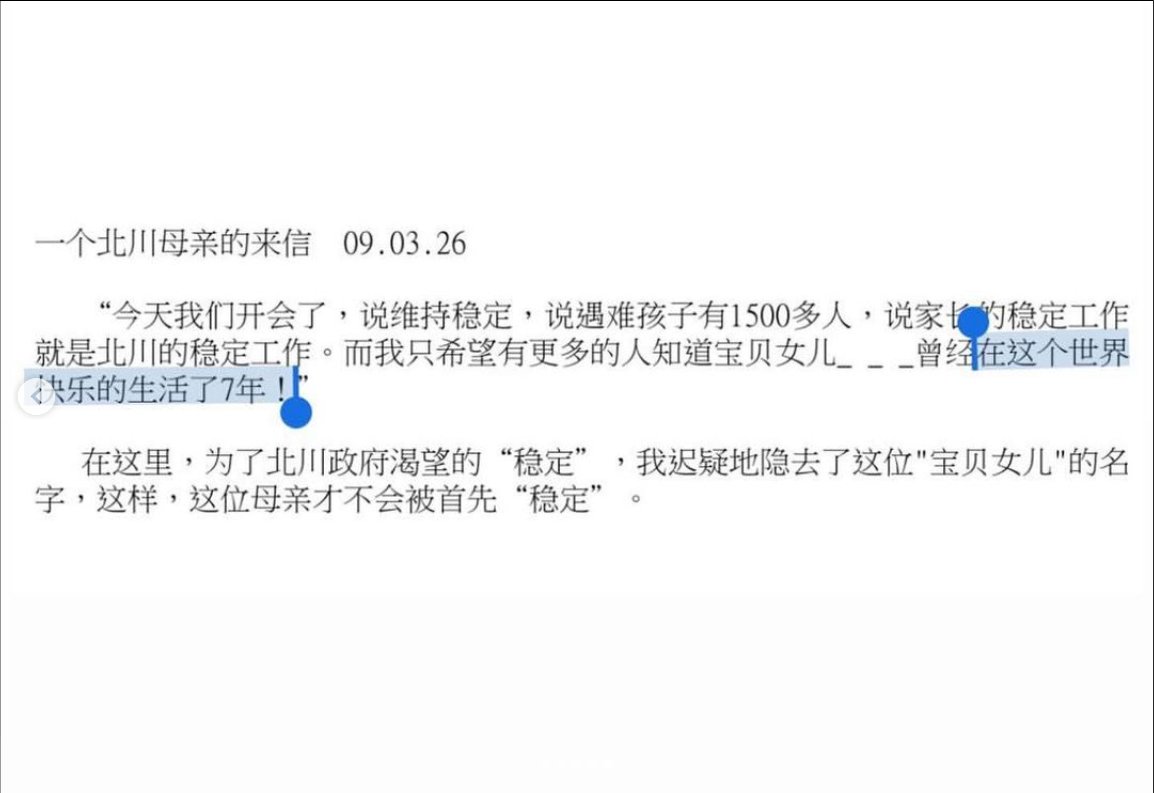 一个北川母亲的来信　09.03.26
“今天我们开会了，说维持稳定，说遇难孩子有1500多人，说家长的稳定工作
就是北川的稳定工作。而我只希望有更多的人知道宝贝女儿_ _ _曾经在这个世界
快乐的生活了7年！”
在这里，为了北川政府渴望的“稳定”，我迟疑地隐去了这位"宝贝女儿"的名
字，这样，这位母亲才不会被首先“稳定”。